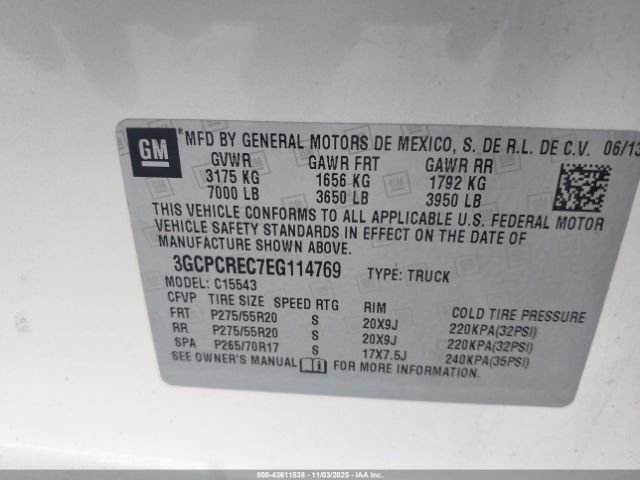 GM ® MFD BY GENERAL MOTORS DE MEXICO, S. DE R.L. DE C.V. 06/13
GVWR GAWR FRT GAWR RR
3175 KG 1656 KG 1792 KG
7000 LB 3650 LB 3950 LB
THIS VEHICLE CONFORMS TO ALL APPLICABLE U.S. FEDERAL MOTOR
VEHICLE SAFETY STANDARDS IN EFFECT ON THE DATE OF
MANUFACTURE SHOWN ABOVE.
3GCPCREC7EG114769 TYPE: TRUCK
MODEL: C15543
CFVP TIRE SIZE SPEED RTG RIM COLD TIRE PRESSURE
FRT P275/55R20 S 20X9J 220KPA(32PSI)
RR P275/55R20 S 20X9J 220KPA(32PSI)
SPA P265/70R17 S 17X7.5J 240KPA(35PSI)
SEE OWNER'S MANUAL FOR MORE INFORMATION.
000-43611538 - 11/03/2025 - IAAI.CA